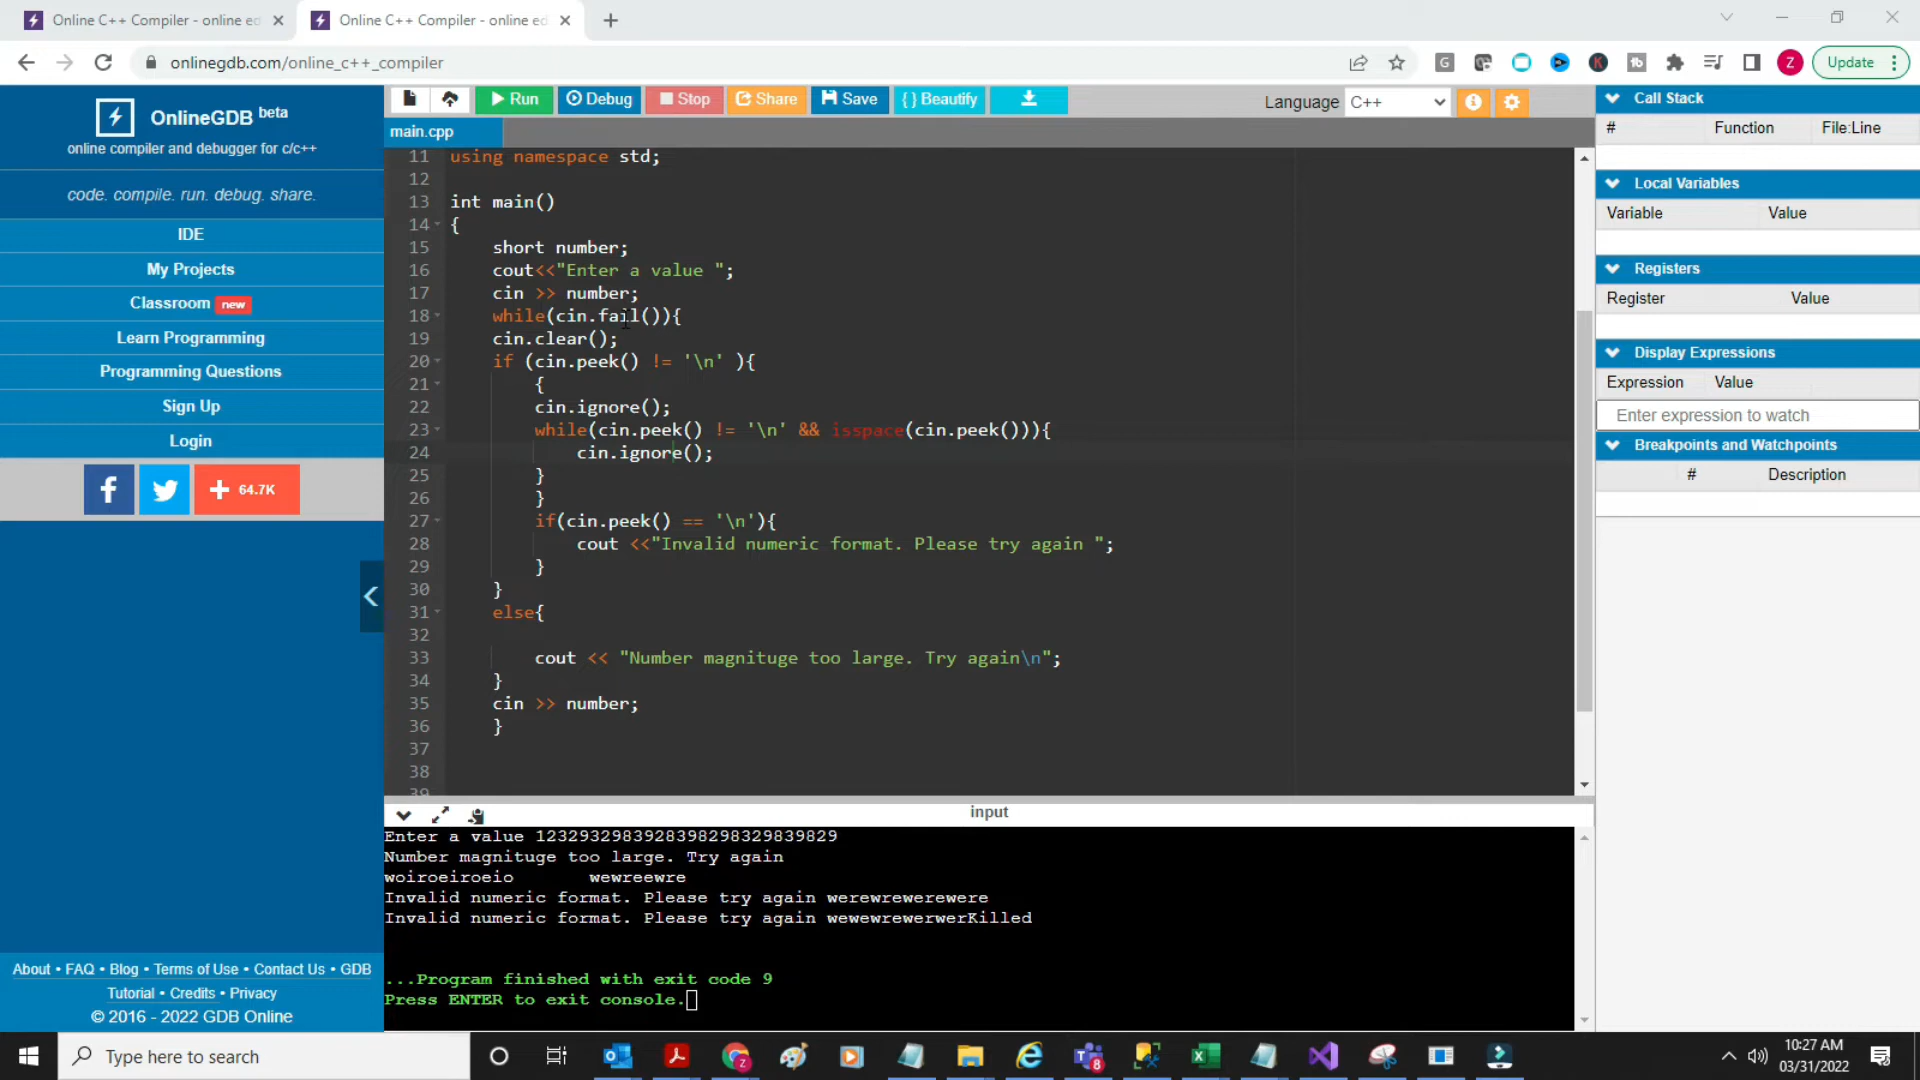 Online C++ Compiler - online ed
Online C++ Compiler - online ed
onlinegdb.com/online_c++_compiler
Update
OnlineGDB beta
online compiler and debugger for c/c++
code. compile. run. debug. share.
IDE
My Projects
Classroom new
Learn Programming
Programming Questions
Sign Up
Login
64.7K
About • FAQ • Blog • Terms of Use • Contact Us • GDB
Tutorial • Credits • Privacy
© 2016 - 2022 GDB Online
Run Debug Stop Share Save { } Beautify
Language C++
main.cpp
11 using namespace std;
12
13 int main()
14 {
15 short number;
16 cout<<"Enter a value ";
17 cin >> number;
18 while(cin.fail()){
19 cin.clear();
20 if (cin.peek() != '\n' ){
21 {
22 cin.ignore();
23 while(cin.peek() != '\n' && isspace(cin.peek())){
24 cin.ignore();
25 }
26 }
27 if(cin.peek() == '\n'){
28 cout <<"Invalid numeric format. Please try again ";
29 }
30 }
31 else{
32
33 cout << "Number magnituge too large. Try again\n";
34 }
35 cin >> number;
36 }
37
38
39
input
Enter a value 12329329839283982983298398​29
Number magnituge too large. Try again
woiroeiroeio wewreewre
Invalid numeric format. Please try again werewrewerewere
Invalid numeric format. Please try again wewewrewerwerKilled
...Program finished with exit code 9
Press ENTER to exit console.
Call Stack
# Function File:Line
Local Variables
Variable Value
Registers
Register Value
Display Expressions
Expression Value
Enter expression to watch
Breakpoints and Watchpoints
# Description
Type here to search
10:27 AM
03/31/2022